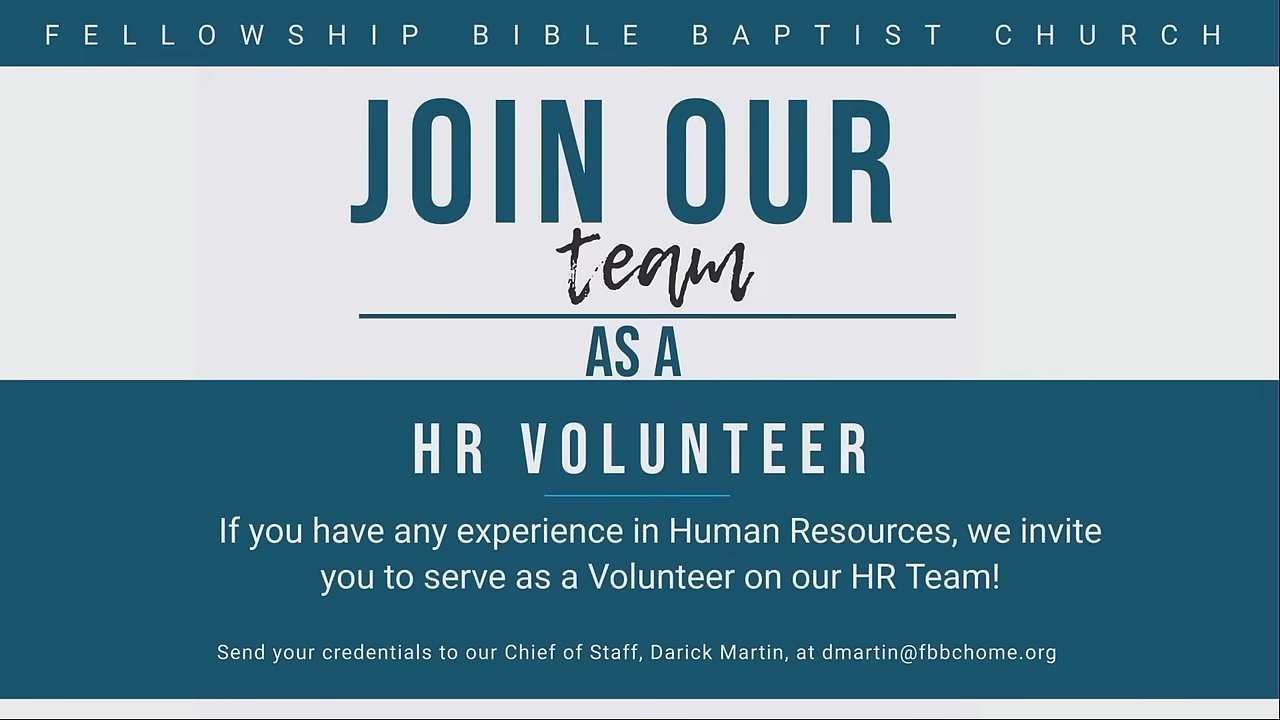 FELLOWSHIP BIBLE BAPTIST CHURCH
JOIN OUR
team
AS A
HR VOLUNTEER
If you have any experience in Human Resources, we invite
you to serve as a Volunteer on our HR Team!
Send your credentials to our Chief of Staff, Darick Martin, at dmartin@fbbchome.org